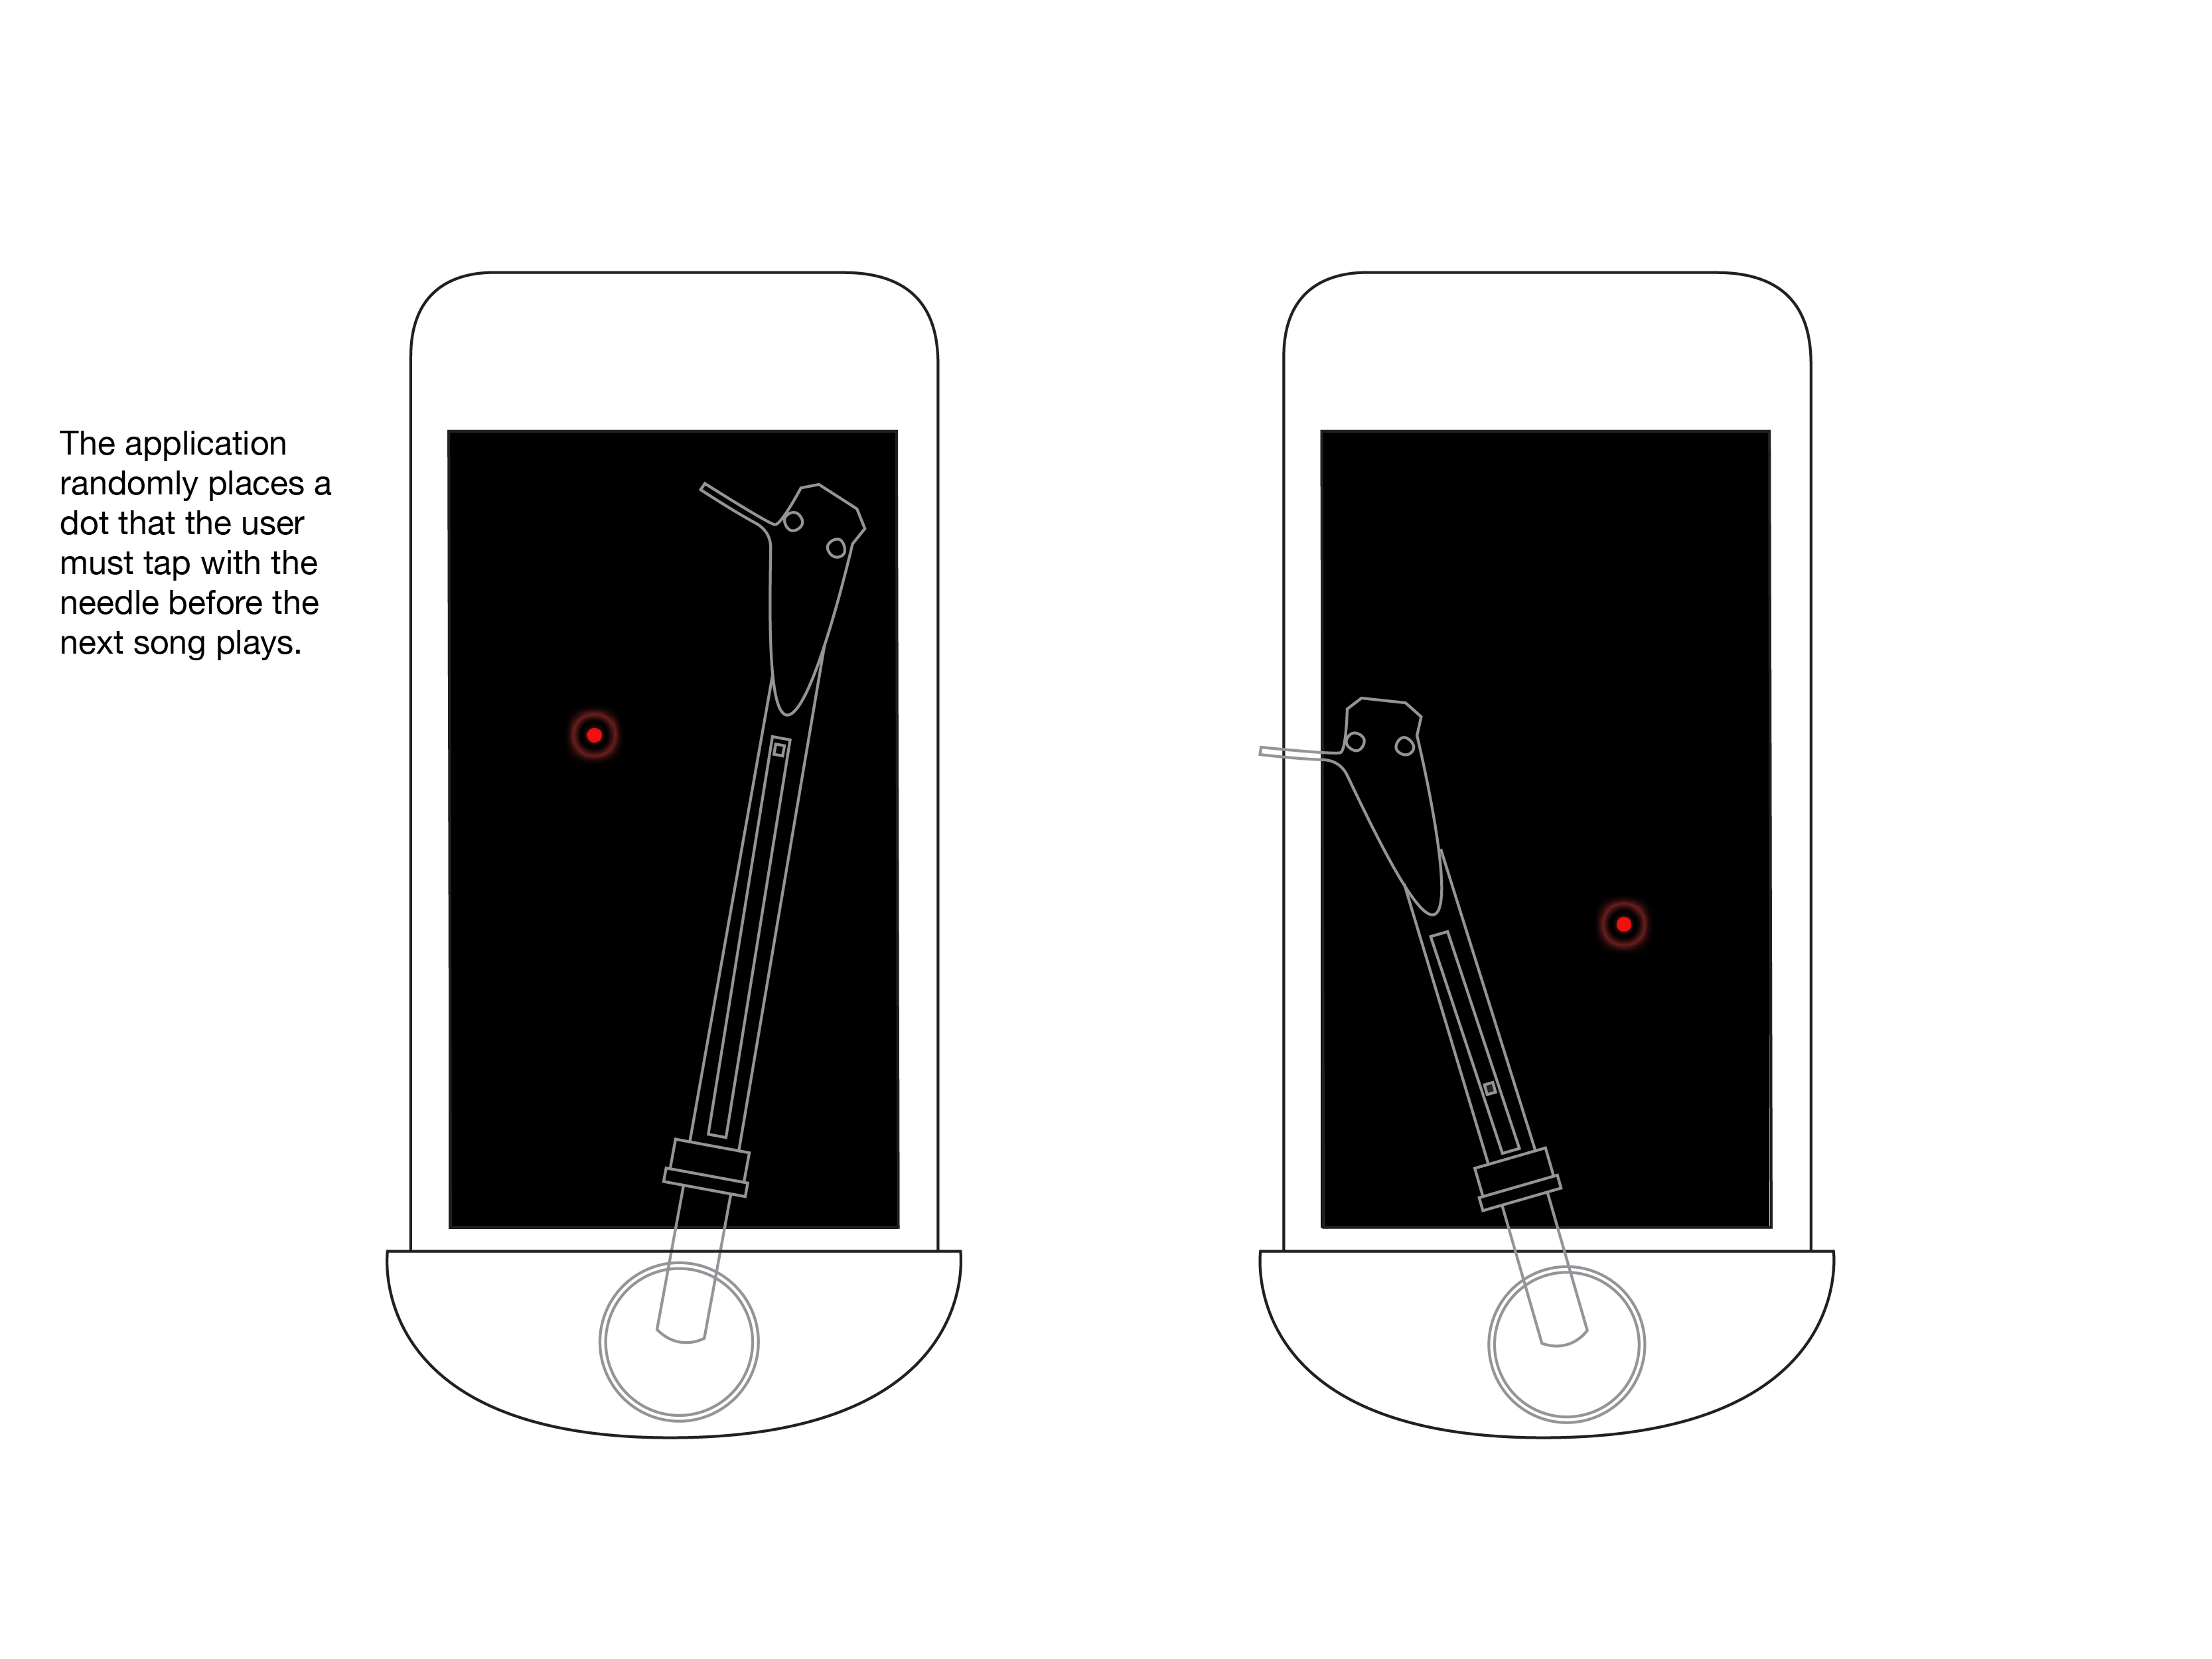 The application
randomly places a
dot that the user
must tap with the
needle before the
next song plays.